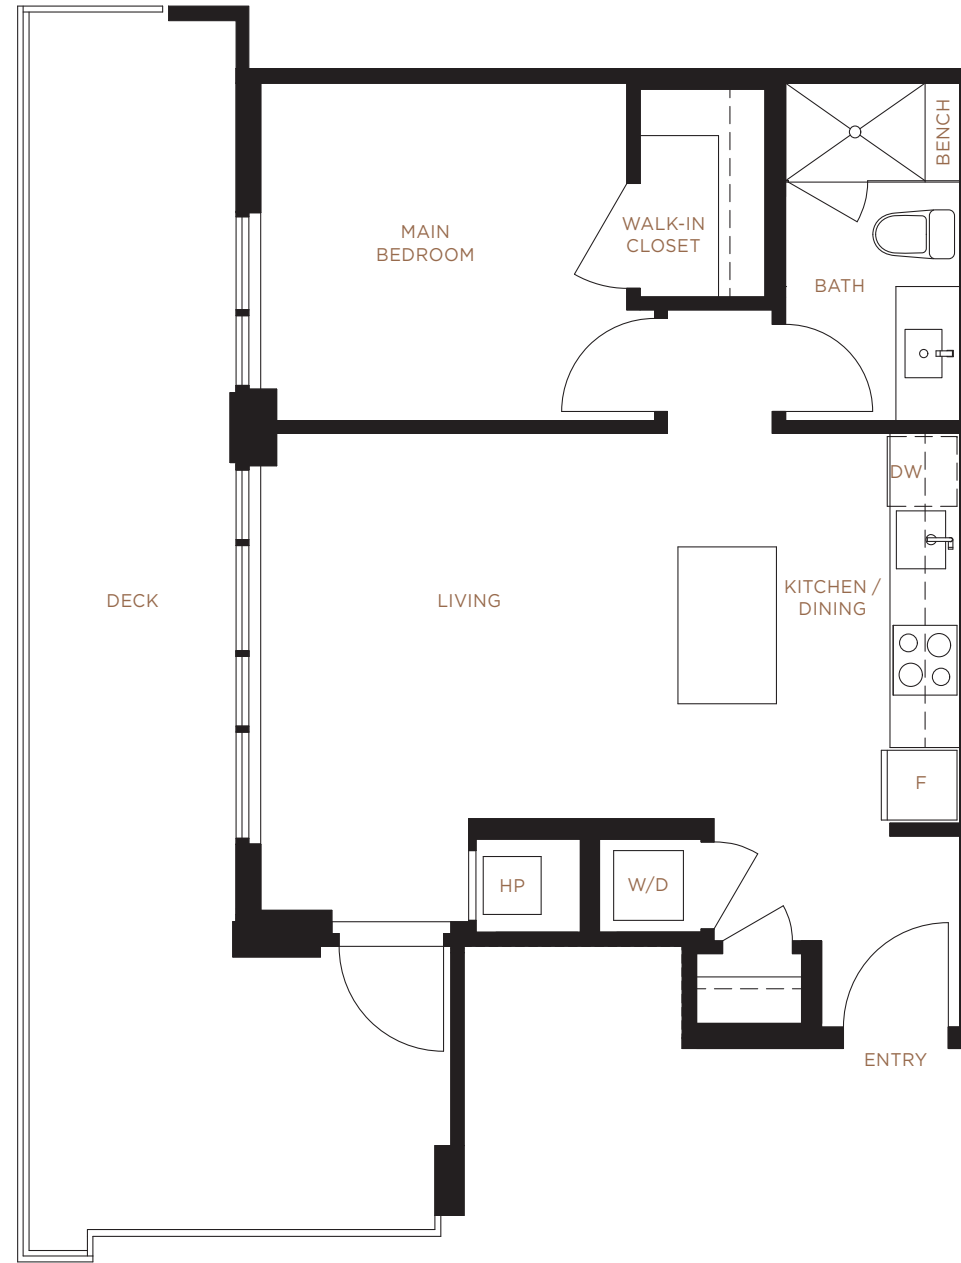 BENCH
MAIN
BEDROOM
WALK-IN
CLOSET
BATH
DW
DECK
LIVING
KITCHEN /
DINING
F
HP
W/D
ENTRY